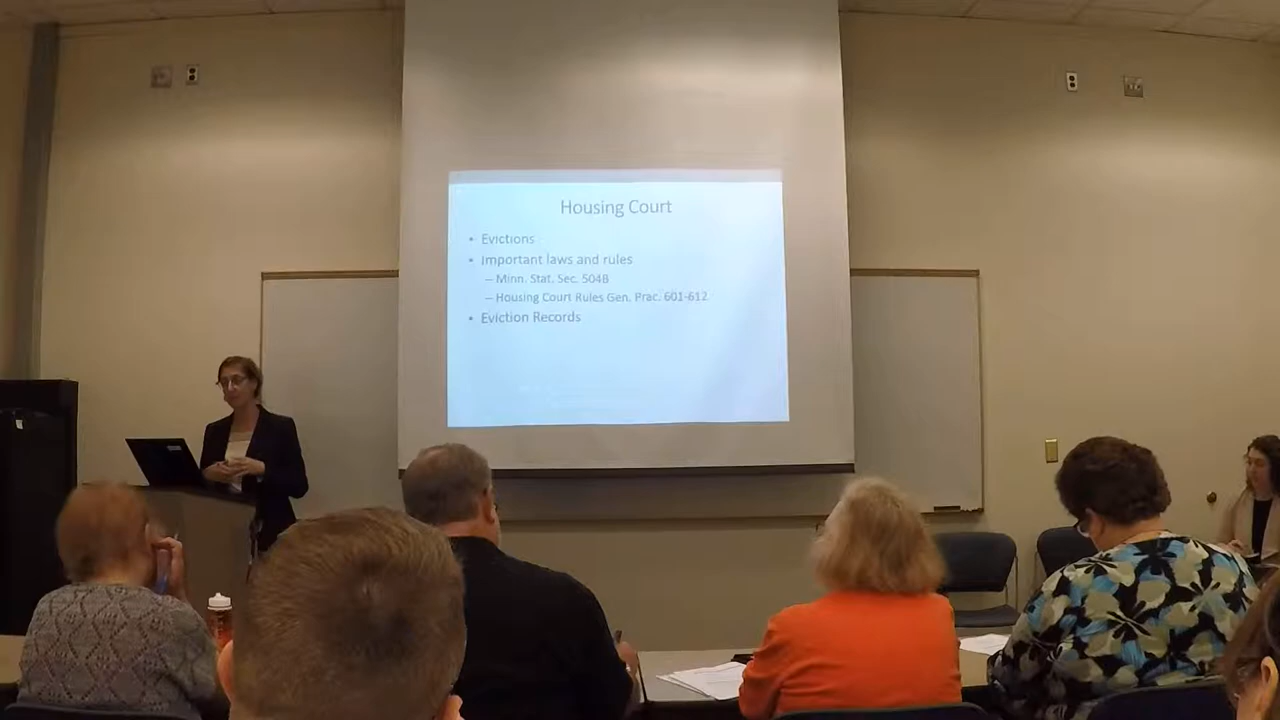 Housing Court
• Evictions
• Important laws and rules
– Minn. Stat. Sec. 504B
– Housing Court Rules Gen. Prac. 601-612
• Eviction Records